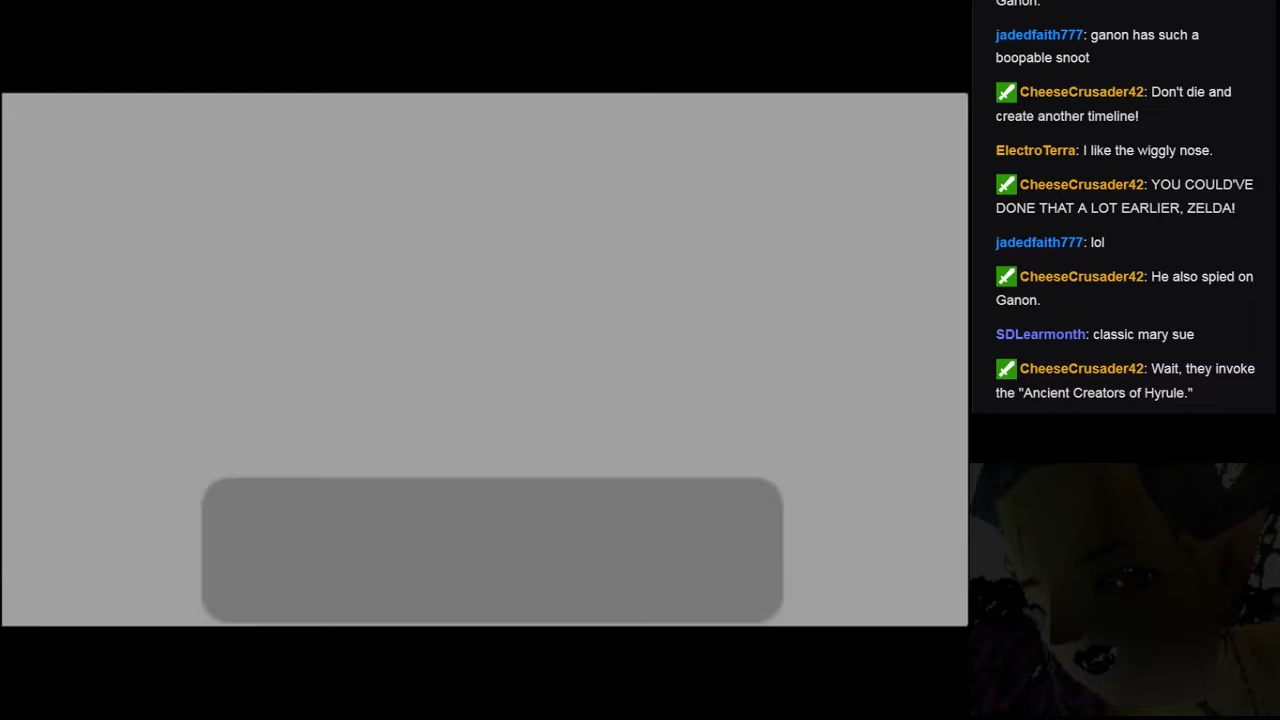 Ganon.
jadedfaith777: ganon has such a
boopable snoot
CheeseCrusader42: Don't die and
create another timeline!
ElectroTerra: I like the wiggly nose.
CheeseCrusader42: YOU COULD'VE
DONE THAT A LOT EARLIER, ZELDA!
jadedfaith777: lol
CheeseCrusader42: He also spied on
Ganon.
SDLearmonth: classic mary sue
CheeseCrusader42: Wait, they invoke
the "Ancient Creators of Hyrule."